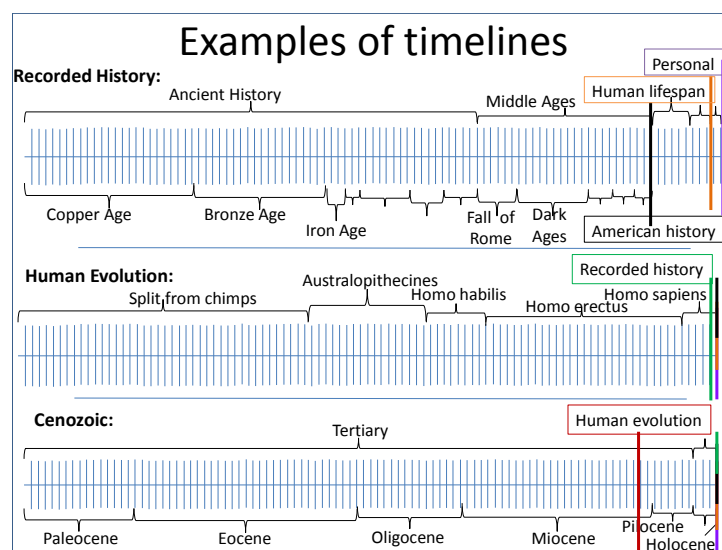 Examples of timelines
Recorded History:
Personal
Ancient History
Middle Ages
Human lifespan
Copper Age
Bronze Age
Iron Age
Fall of
Rome
Dark
Ages
American history
Human Evolution:
Recorded history
Split from chimps
Australopithecines
Homo habilis
Homo erectus
Homo sapiens
Cenozoic:
Human evolution
Tertiary
Paleocene
Eocene
Oligocene
Miocene
Pilocene
Holocene